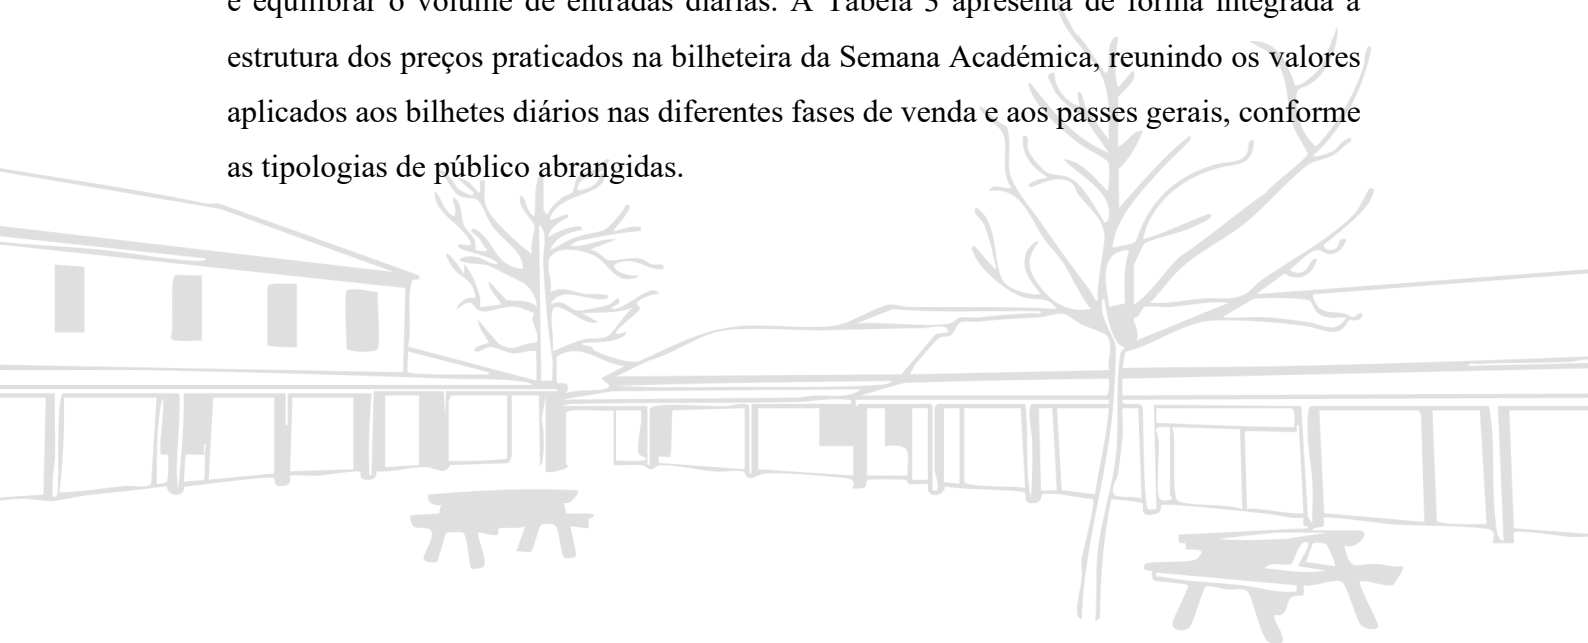 e equilibrar o volume de entradas diárias. A Tabela 3 apresenta de forma integrada a
estrutura dos preços praticados na bilheteira da Semana Académica, reunindo os valores
aplicados aos bilhetes diários nas diferentes fases de venda e aos passes gerais, conforme
as tipologias de público abrangidas.